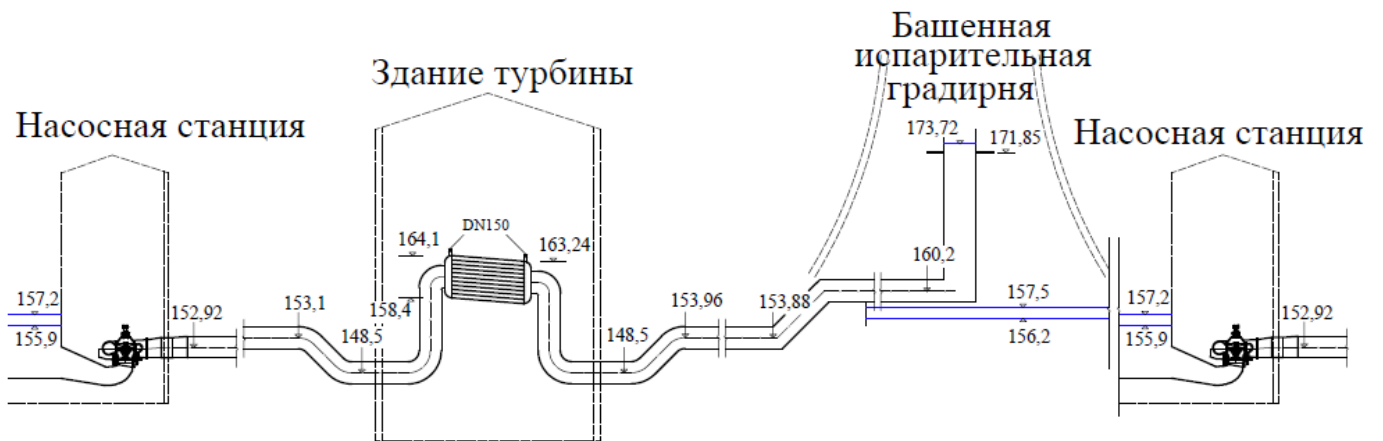 Башенная
испарительная
градирня
Здание турбины
Насосная станция
Насосная станция
173,72
171,85
DN150
164,1
163,24
160,2
158,4
157,2
155,9
152,92
153,1
148,5
148,5
153,96
153,88
157,5
156,2
157,2
155,9
152,92